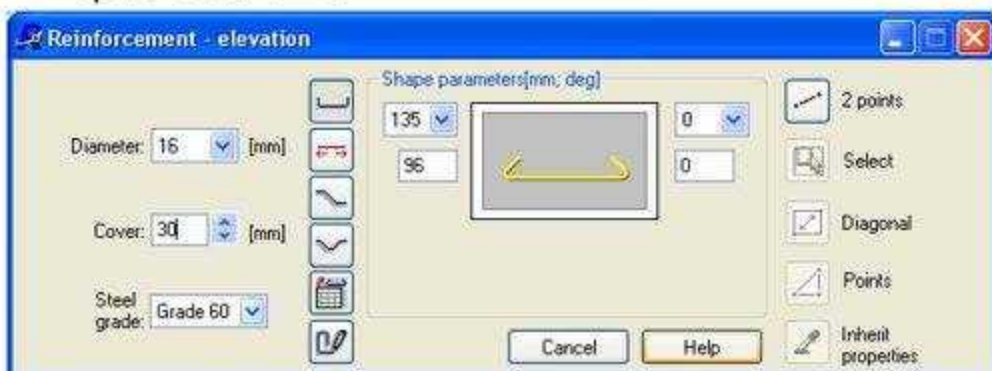 Reinforcement - elevation
Diameter: 16 [mm]
Cover: 30 [mm]
Steel grade: Grade 60
Shape parameters[mm, deg]
135
0
96
0
Cancel
Help
2 points
Select
Diagonal
Points
Inherit
properties